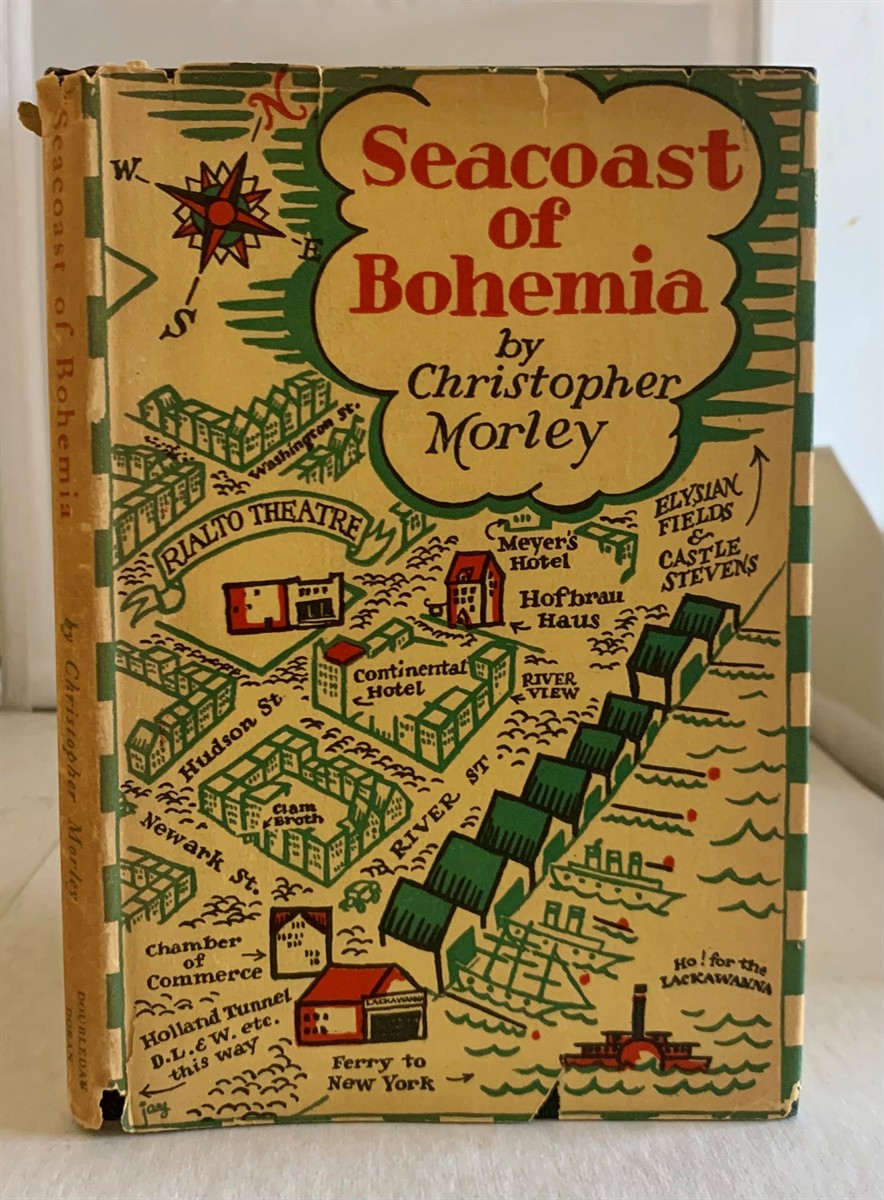 Seacoast of Bohemia by Christopher Morley
DOUBLEDAY
DORAN
N
W
E
S
Seacoast
of
Bohemia
by
Christopher
Morley
Washington St.
RIALTO THEATRE
Meyer's
Hotel
ELYSIAN
FIELDS
&
CASTLE
STEVENS
Hofbrau
Haus
Continental
Hotel
RIVER
VIEW
Hudson St
Clam
Broth
RIVER ST
Newark St.
Chamber
of
Commerce
LACKAWANNA
Ho! for the
LACKAWANNA
Holland Tunnel
D.L. & W. etc.
this way
Ferry to
New York
jay